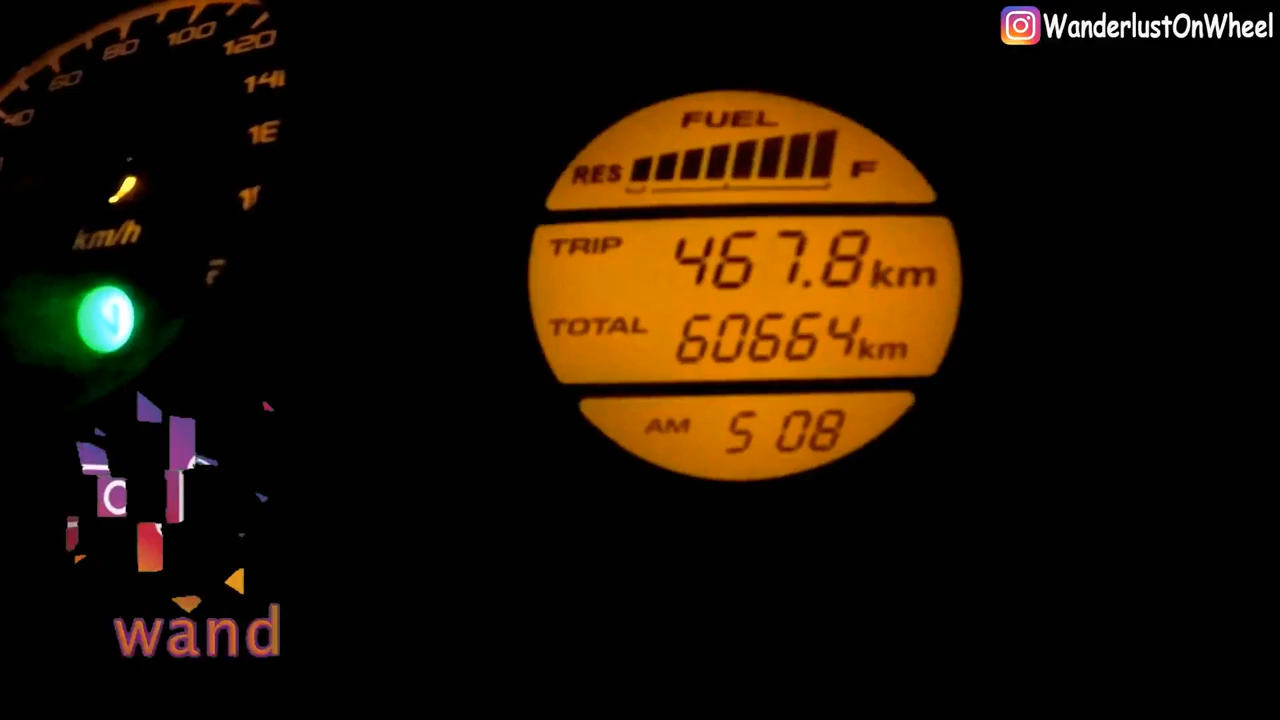 WanderlustOnWheel
40 60 80 100 120
km/h
FUEL
RES F
TRIP 467.8 km
TOTAL 60664 km
AM 5 08
wand